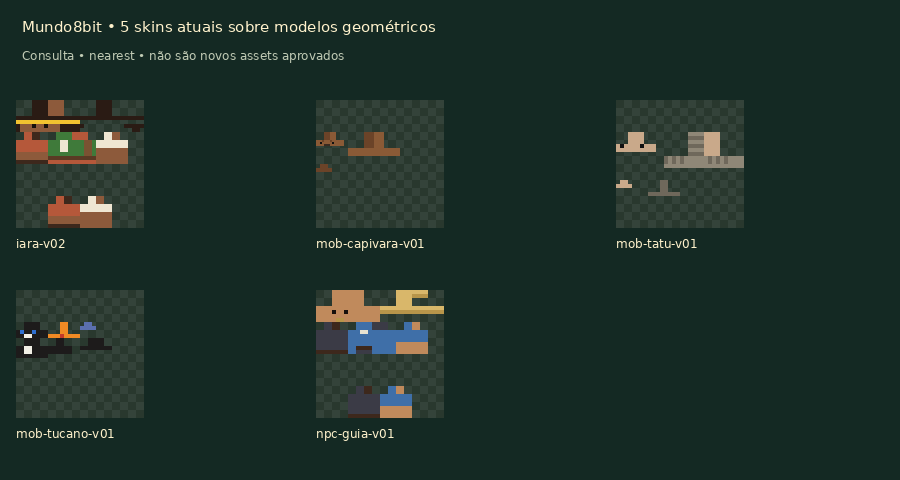 Mundo8bit • 5 skins atuais sobre modelos geométricos
Consulta • nearest • não são novos assets aprovados
iara-v02
mob-capivara-v01
mob-tatu-v01
mob-tucano-v01
npc-guia-v01